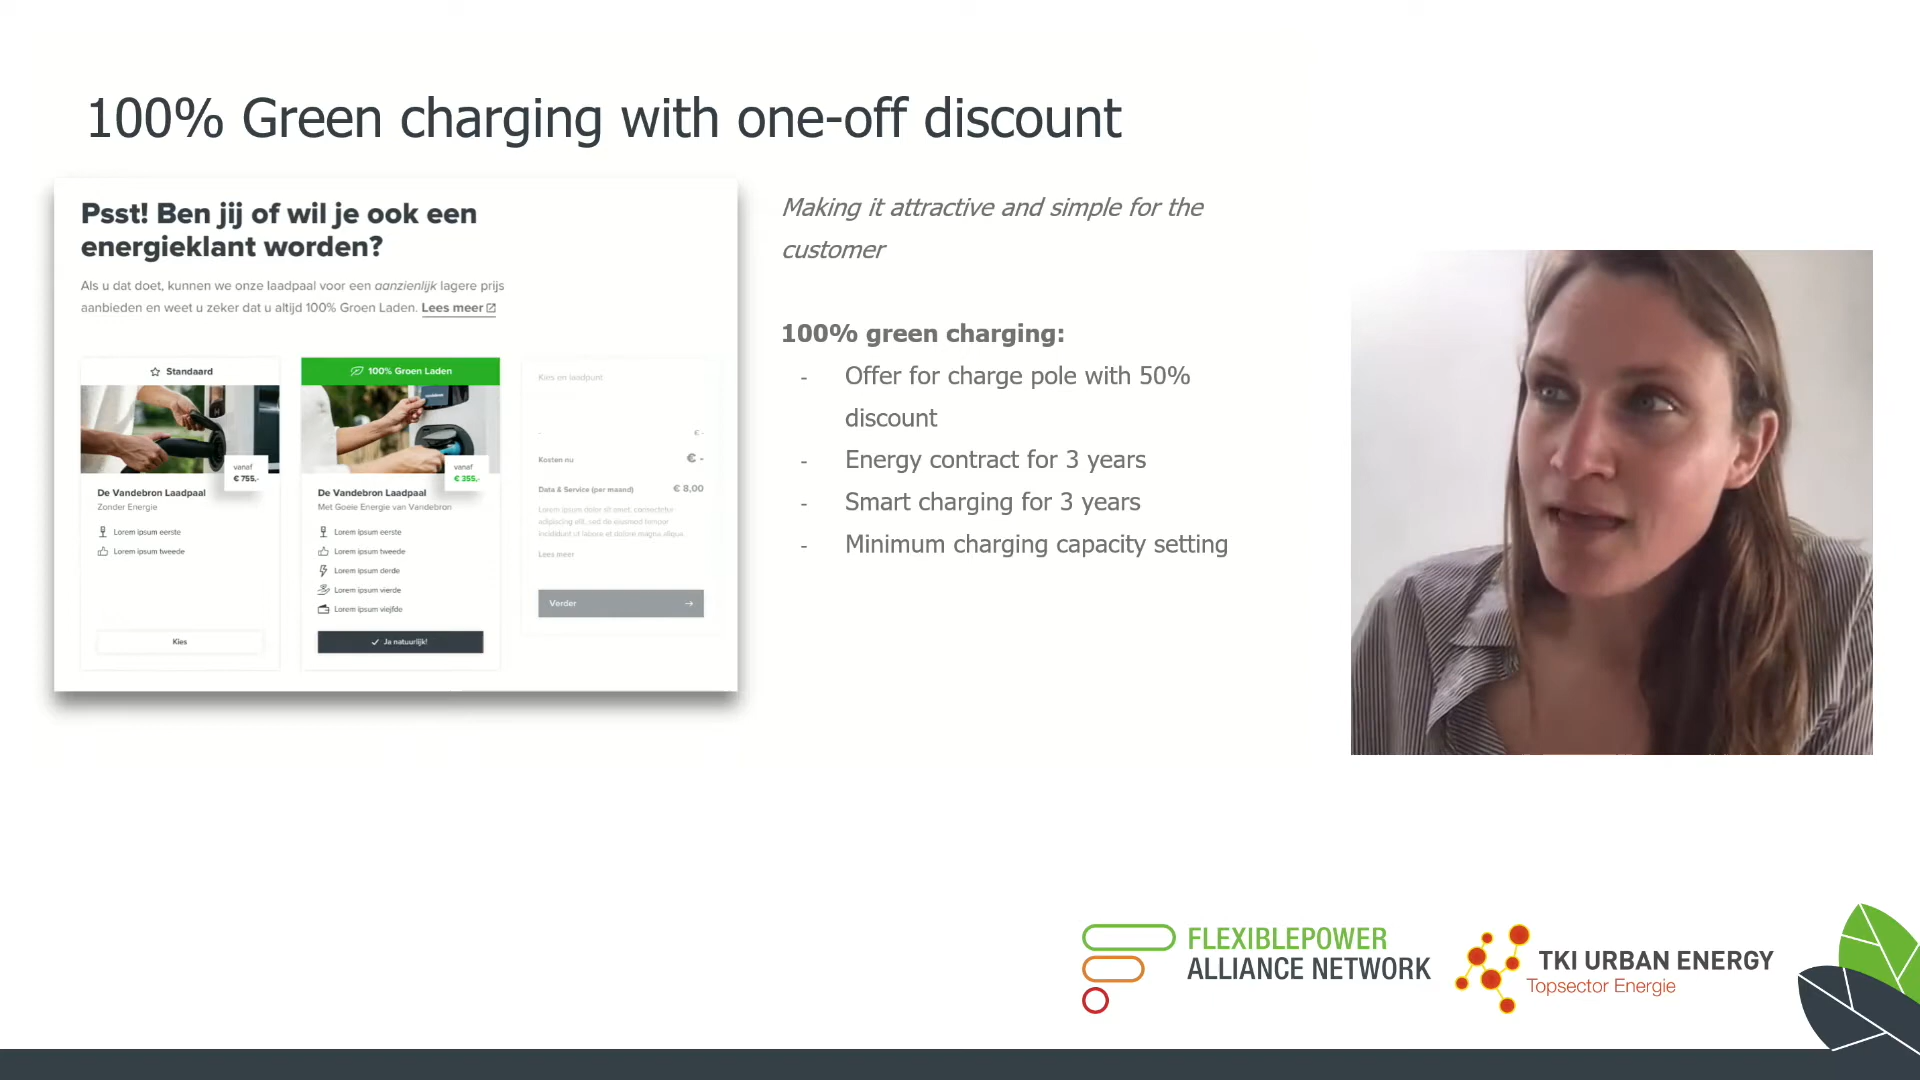 100% Green charging with one-off discount
Psst! Ben jij of wil je ook een
energieklant worden?
Als u dat doet, kunnen we onze laadpaal voor een aanzienlijk lagere prijs
aanbieden en weet u zeker dat u altijd 100% Groen Laden. Lees meer
Standaard
vanaf
€ 755,-
De Vandebron Laadpaal
Zonder Energie
Lorem ipsum eerste
Lorem ipsum tweede
Kies
100% Groen Laden
vanaf
€ 355,-
De Vandebron Laadpaal
Met Goeie Energie van Vandebron
Lorem ipsum eerste
Lorem ipsum tweede
Lorem ipsum derde
Lorem ipsum vierde
Lorem ipsum viejfde
Ja natuurlijk!
Kies en laadpunt
- € -
Kosten nu € -
Data & Service (per maand) € 8,00
Lorem ipsum dolor sit amet, consectetur
adipiscing elit, sed do eiusmod tempor
incididunt ut labore et dolore magna aliqua.
Lees meer
Verder
Making it attractive and simple for the
customer
100% green charging:
- Offer for charge pole with 50%
discount
- Energy contract for 3 years
- Smart charging for 3 years
- Minimum charging capacity setting
FLEXIBLEPOWER
ALLIANCE NETWORK
TKI URBAN ENERGY
Topsector Energie